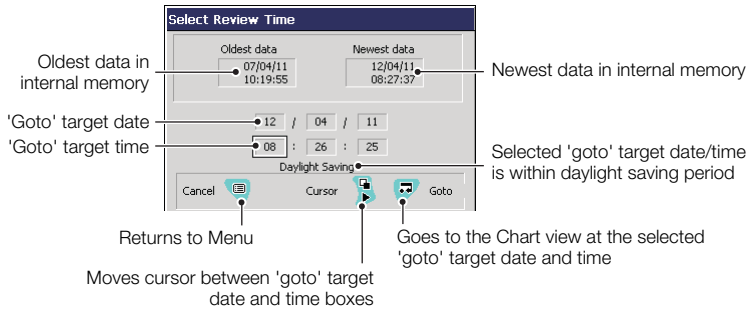 Select Review Time
Oldest data
Newest data
07/04/11
10:19:55
12/04/11
08:27:37
Oldest data in
internal memory
Newest data in internal memory
'Goto' target date
12 / 04 / 11
'Goto' target time
08 : 26 : 25
Daylight Saving
Selected 'goto' target date/time
is within daylight saving period
Cancel
Cursor
Goto
Returns to Menu
Goes to the Chart view at the selected
'goto' target date and time
Moves cursor between 'goto' target
date and time boxes